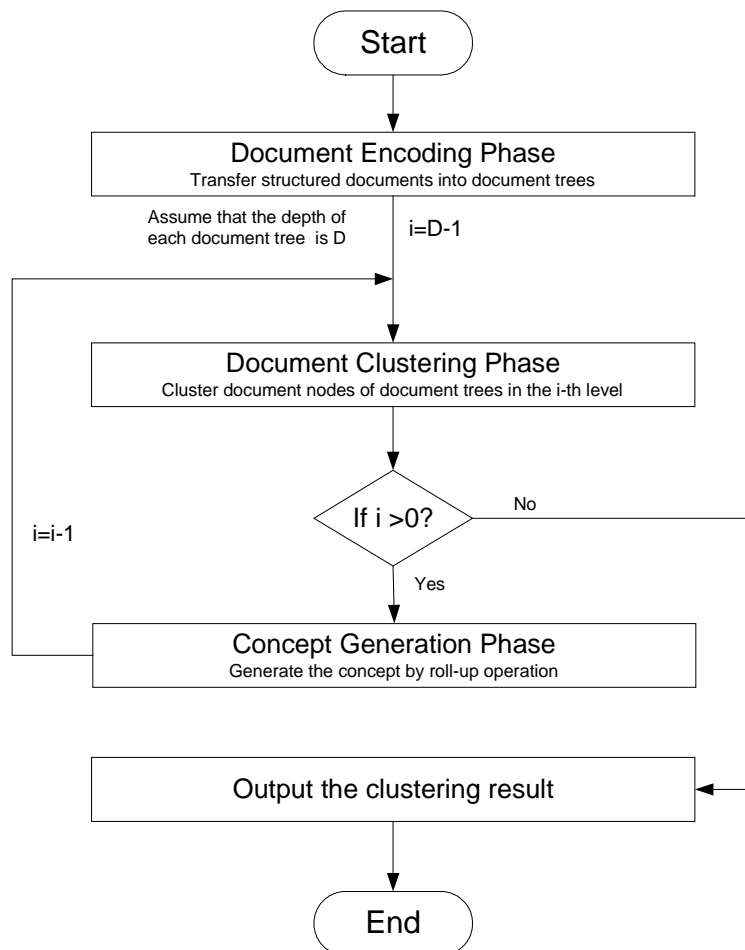 Start
Document Encoding Phase
Transfer structured documents into document trees
Assume that the depth of
each document tree is D
i=D-1
Document Clustering Phase
Cluster document nodes of document trees in the i-th level
If i >0?
No
i=i-1
Yes
Concept Generation Phase
Generate the concept by roll-up operation
Output the clustering result
End